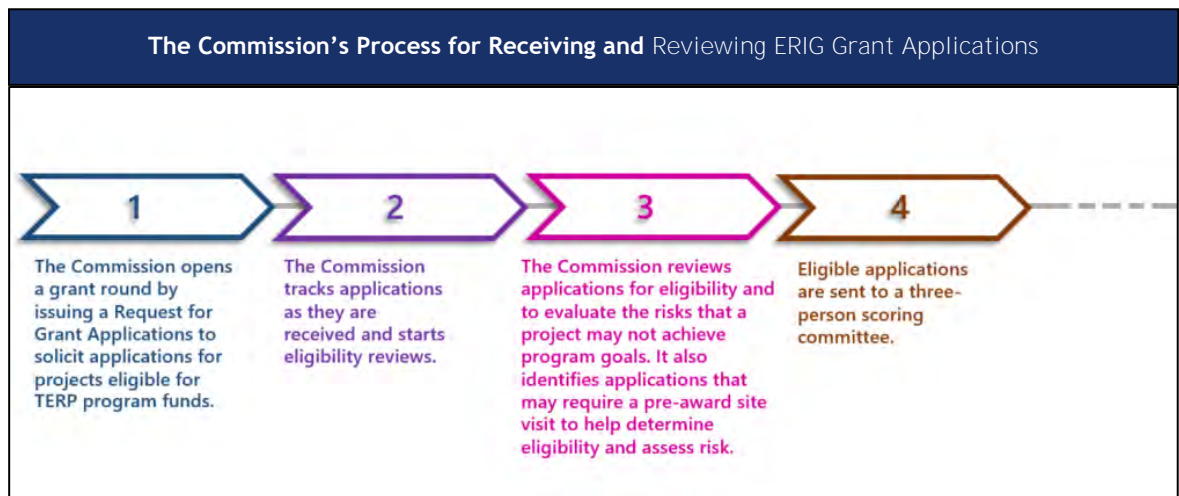 The Commission's Process for Receiving and Reviewing ERIG Grant Applications
1
The Commission opens
a grant round by
issuing a Request for
Grant Applications to
solicit applications for
projects eligible for
TERP program funds.
2
The Commission
tracks applications
as they are
received and starts
eligibility reviews.
3
The Commission reviews
applications for eligibility and
to evaluate the risks that a
project may not achieve
program goals. It also
identifies applications that
may require a pre-award site
visit to help determine
eligibility and assess risk.
4
Eligible applications
are sent to a three-
person scoring
committee.